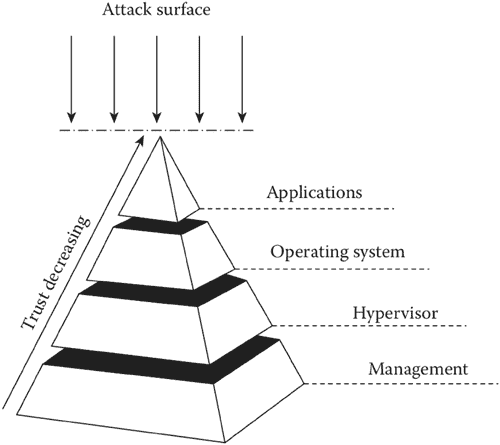 Attack surface
Trust decreasing
Applications
Operating system
Hypervisor
Management